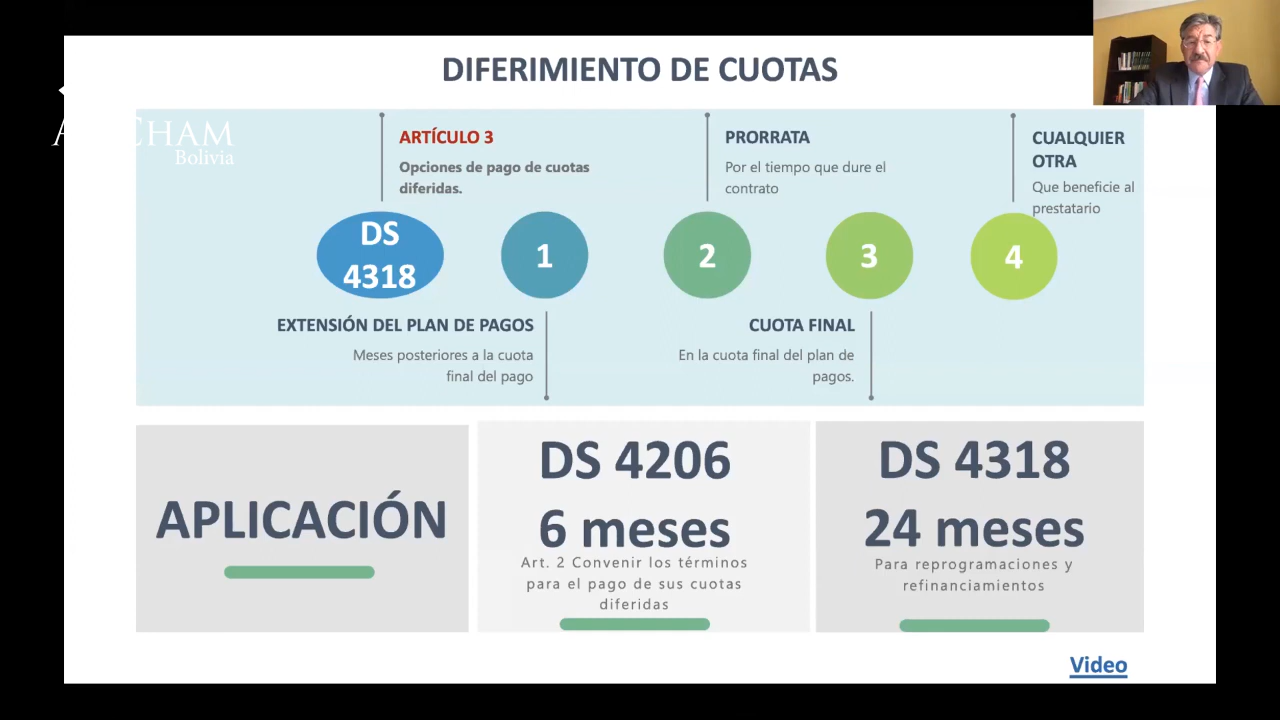 DIFERIMIENTO DE CUOTAS
CHAM
Bolivia
ARTÍCULO 3
Opciones de pago de cuotas
diferidas.
PRORRATA
Por el tiempo que dure el
contrato
CUALQUIER
OTRA
Que beneficie al
prestatario
DS
4318
1
2
3
4
EXTENSIÓN DEL PLAN DE PAGOS
Meses posteriores a la cuota
final del pago
CUOTA FINAL
En la cuota final del plan de
pagos.
APLICACIÓN
DS 4206
6 meses
Art. 2 Convenir los términos
para el pago de sus cuotas
diferidas
DS 4318
24 meses
Para reprogramaciones y
refinanciamientos
Video